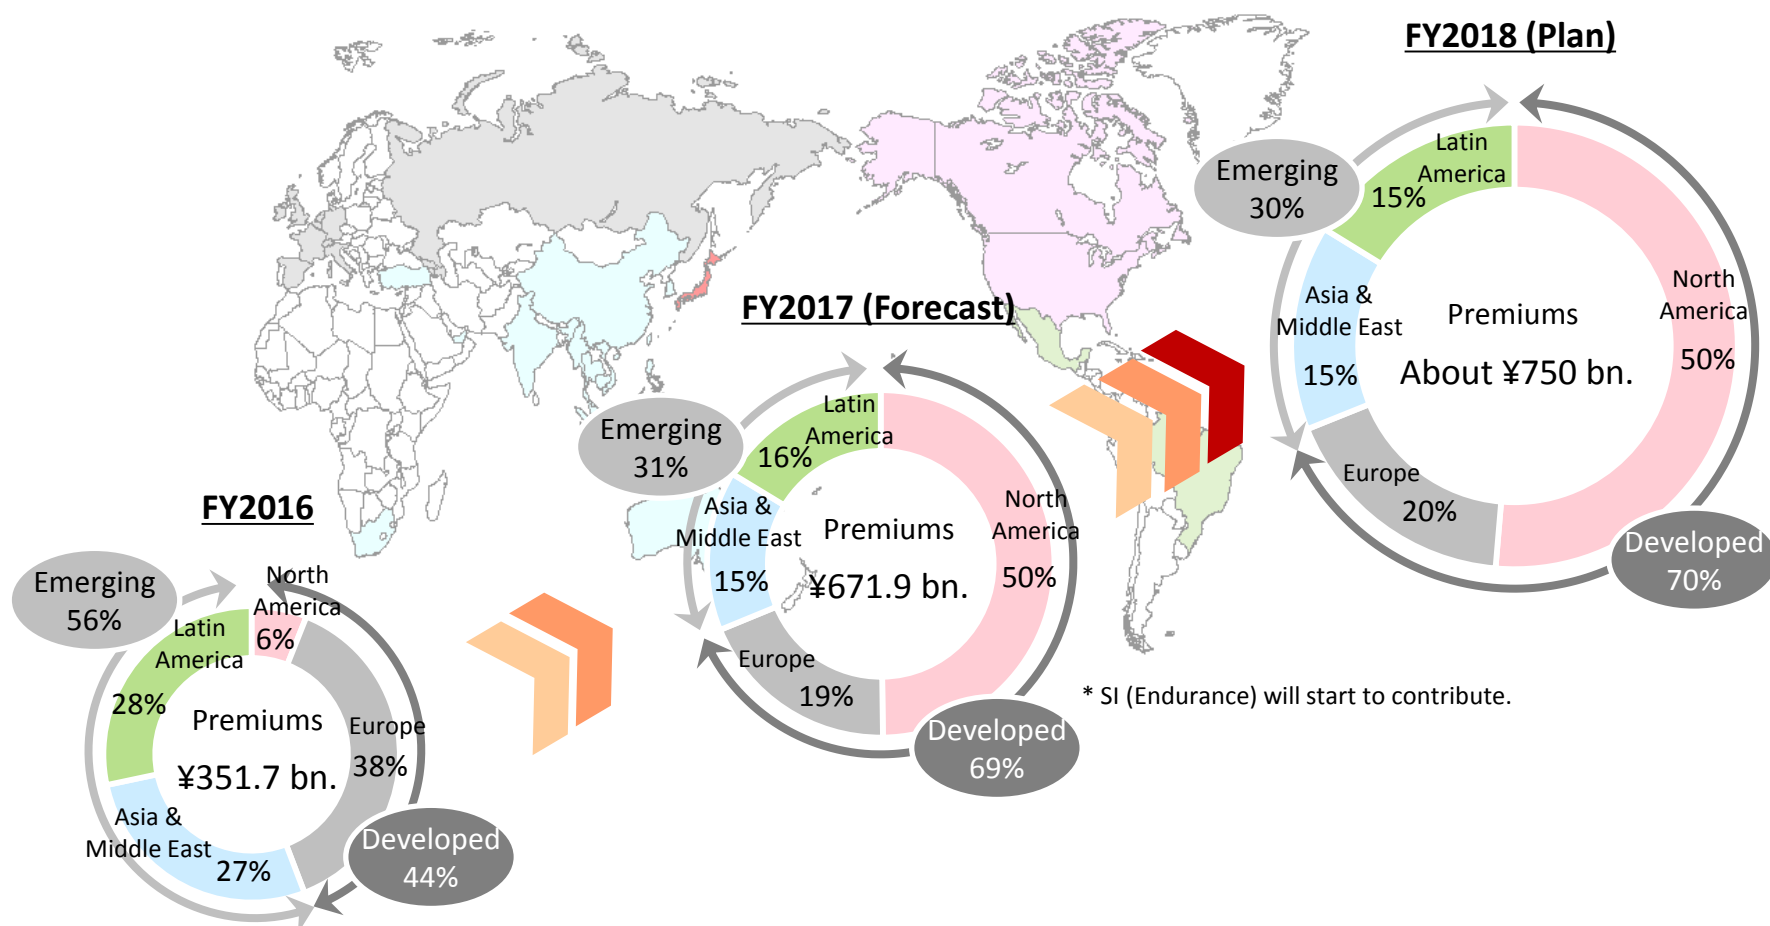 FY2016
Emerging
56%
North
America
6%
Latin
America
28%
Premiums
¥351.7 bn.
Europe
38%
Asia &
Middle East
27%
Developed
44%
FY2017 (Forecast)
Emerging
31%
Latin
America
16%
North
America
50%
Asia &
Middle East
15%
Premiums
¥671.9 bn.
Europe
19%
Developed
69%
* SI (Endurance) will start to contribute.
FY2018 (Plan)
Emerging
30%
Latin
America
15%
North
America
50%
Asia &
Middle East
15%
Premiums
About ¥750 bn.
Europe
20%
Developed
70%